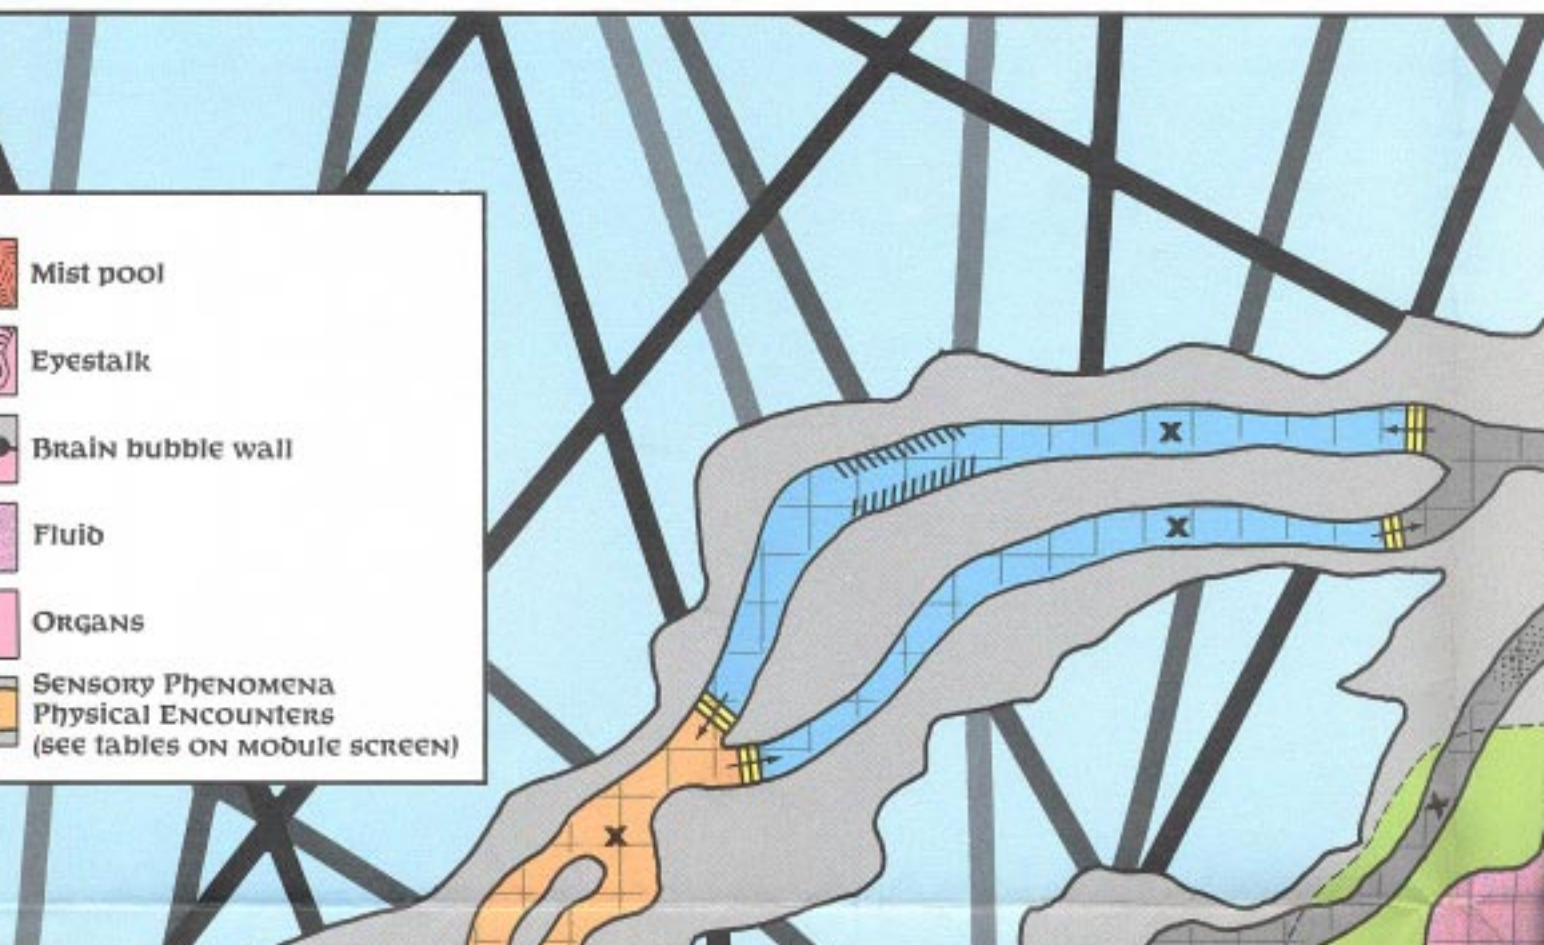 Mist pool
Eyestalk
Brain bubble wall
Fluid
Organs
Sensory Phenomena
Physical Encounters
(see tables on module screen)
X
X
X
X